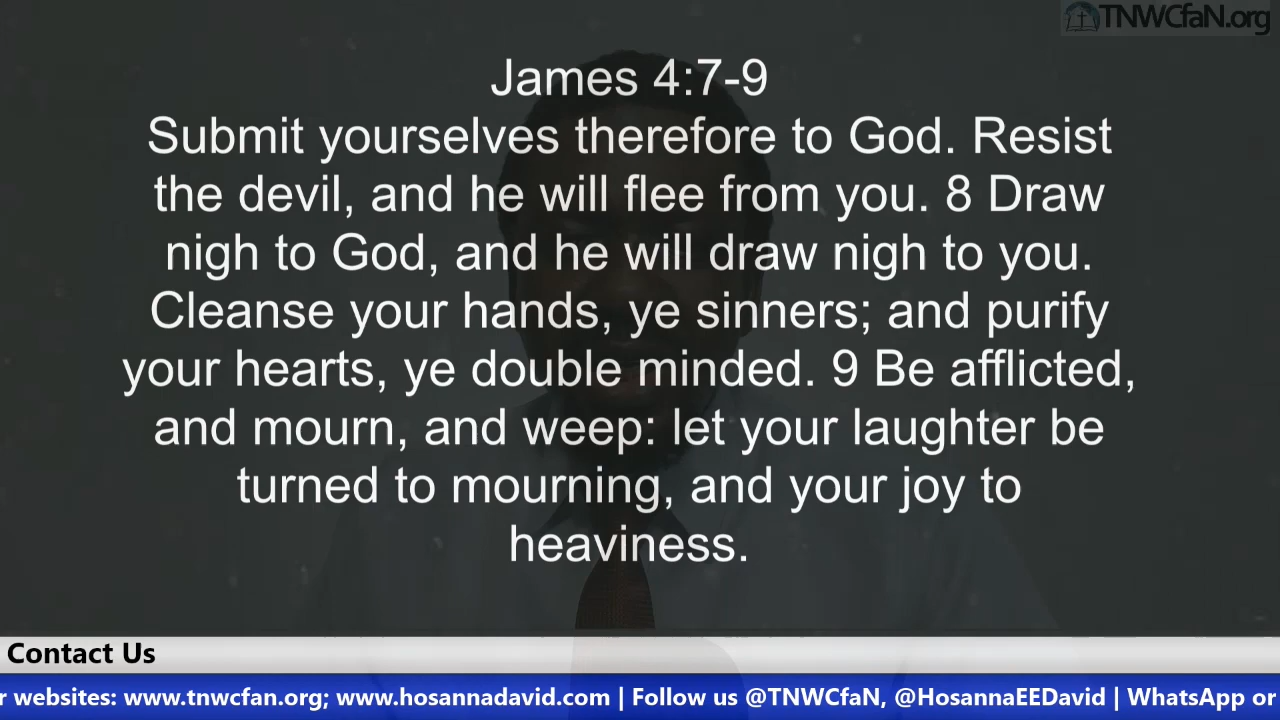 TNWCfaN.org
James 4:7-9
Submit yourselves therefore to God. Resist
the devil, and he will flee from you. 8 Draw
nigh to God, and he will draw nigh to you.
Cleanse your hands, ye sinners; and purify
your hearts, ye double minded. 9 Be afflicted,
and mourn, and weep: let your laughter be
turned to mourning, and your joy to
heaviness.
Contact Us
r websites: www.tnwcfan.org; www.hosannadavid.com | Follow us @TNWCfaN, @HosannaEEDavid | WhatsApp or